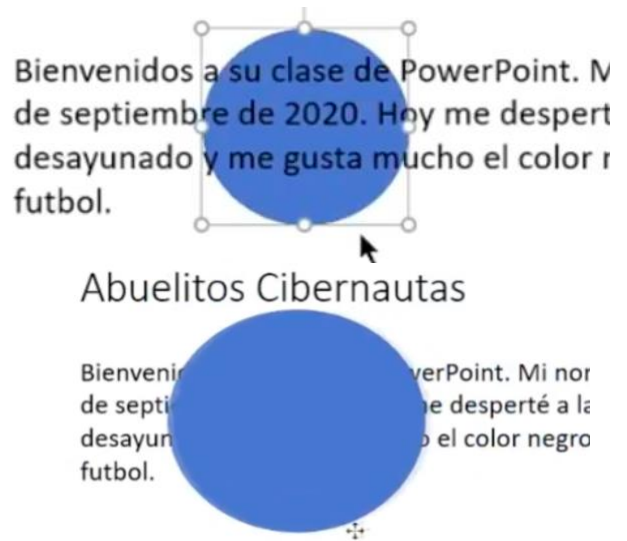 Bienvenidos a su clase de PowerPoint. M
de septiembre de 2020. Hoy me despert
desayunado y me gusta mucho el color
futbol.
Abuelitos Cibernautas
Bienveni verPoint. Mi nor
de septi e desperté a la
desayun el color negro
futbol.